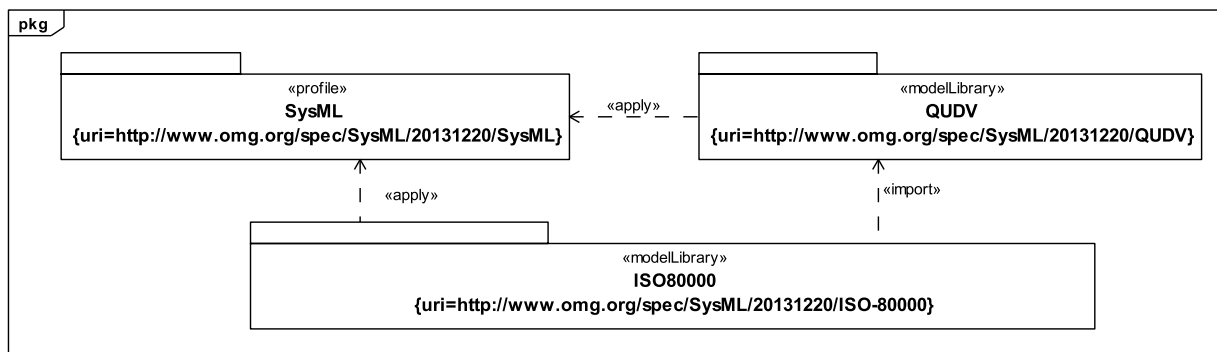 pkg
«profile»
SysML
{uri=http://www.omg.org/spec/SysML/20131220/SysML}
«apply»
«modelLibrary»
QUDV
{uri=http://www.omg.org/spec/SysML/20131220/QUDV}
«apply»
«import»
«modelLibrary»
ISO80000
{uri=http://www.omg.org/spec/SysML/20131220/ISO-80000}